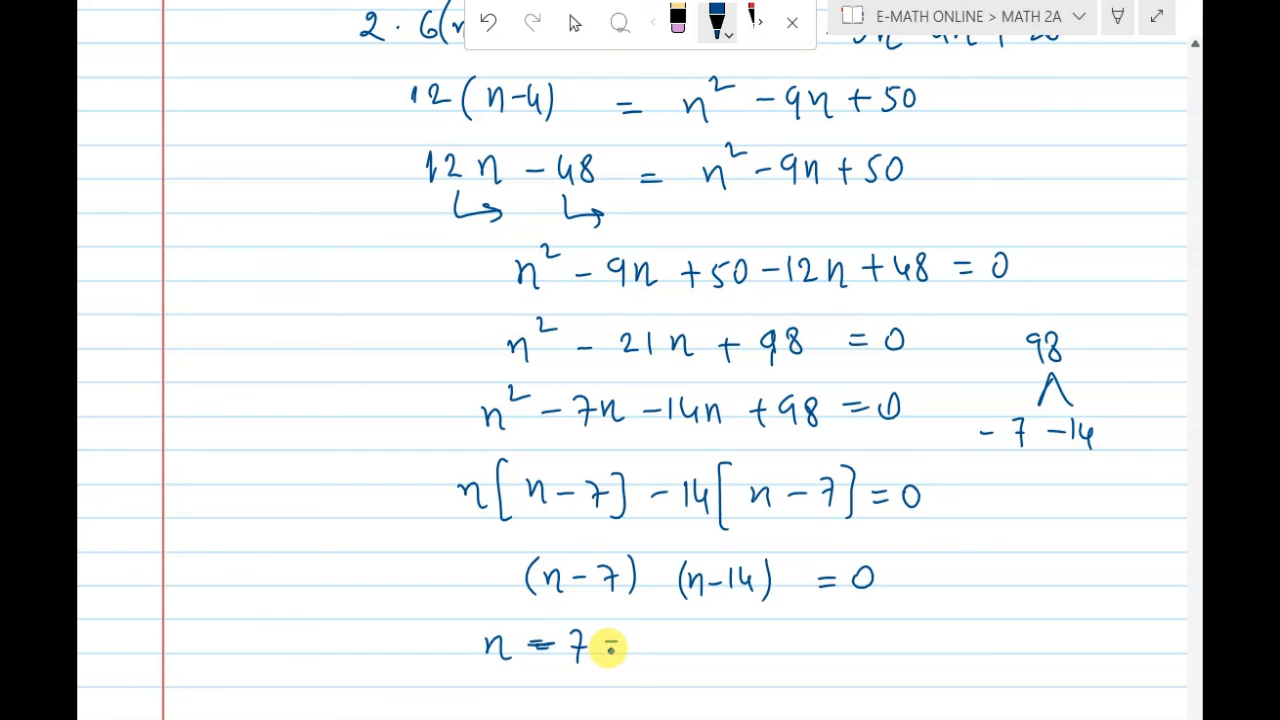 E-MATH ONLINE > MATH 2A
2 · 6(n
12(n-4) = n² - 9n + 50
12n - 48 = n² - 9n + 50
n² - 9n + 50 - 12n + 48 = 0
n² - 21n + 98 = 0
98
n² - 7n - 14n + 98 = 0
- 7 -14
n[n - 7] - 14[n - 7] = 0
(n - 7) (n - 14) = 0
n = 7